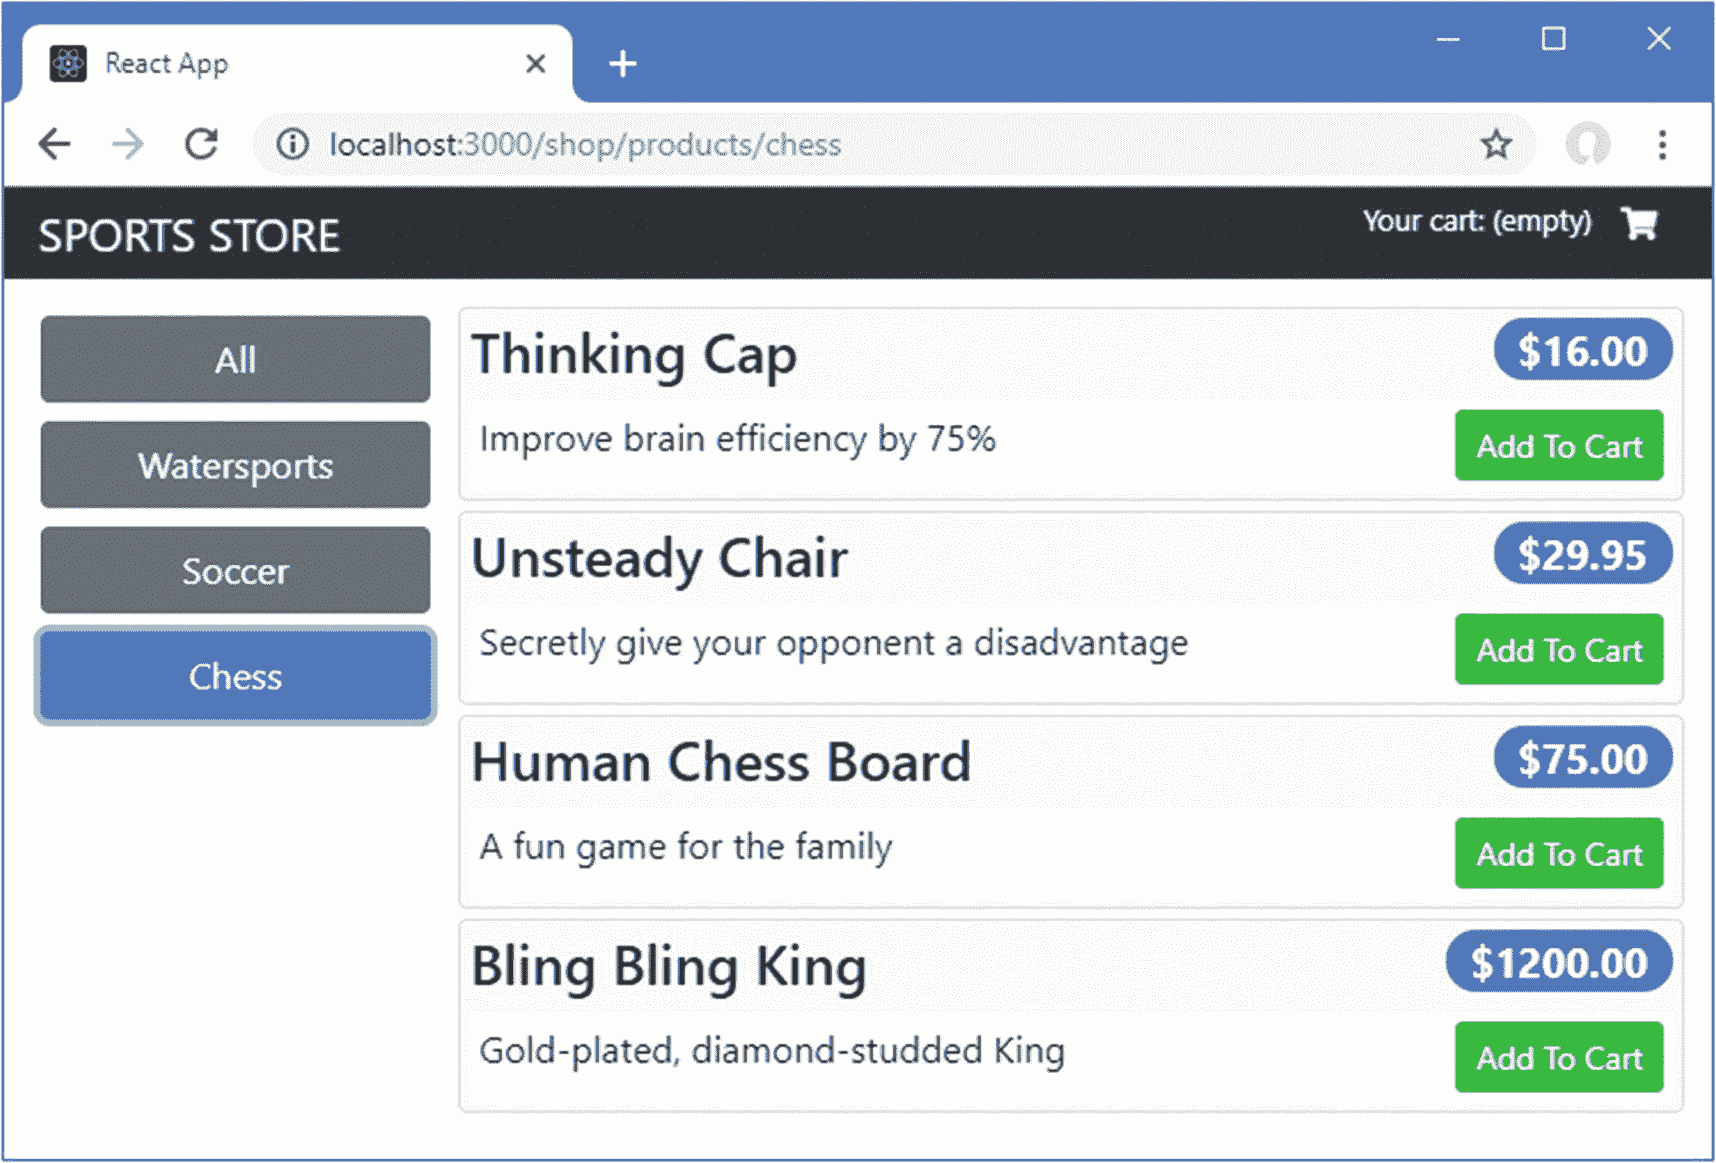 React App
localhost:3000/shop/products/chess
SPORTS STORE
Your cart: (empty)
All
Watersports
Soccer
Chess
Thinking Cap
$16.00
Improve brain efficiency by 75%
Add To Cart
Unsteady Chair
$29.95
Secretly give your opponent a disadvantage
Add To Cart
Human Chess Board
$75.00
A fun game for the family
Add To Cart
Bling Bling King
$1200.00
Gold-plated, diamond-studded King
Add To Cart